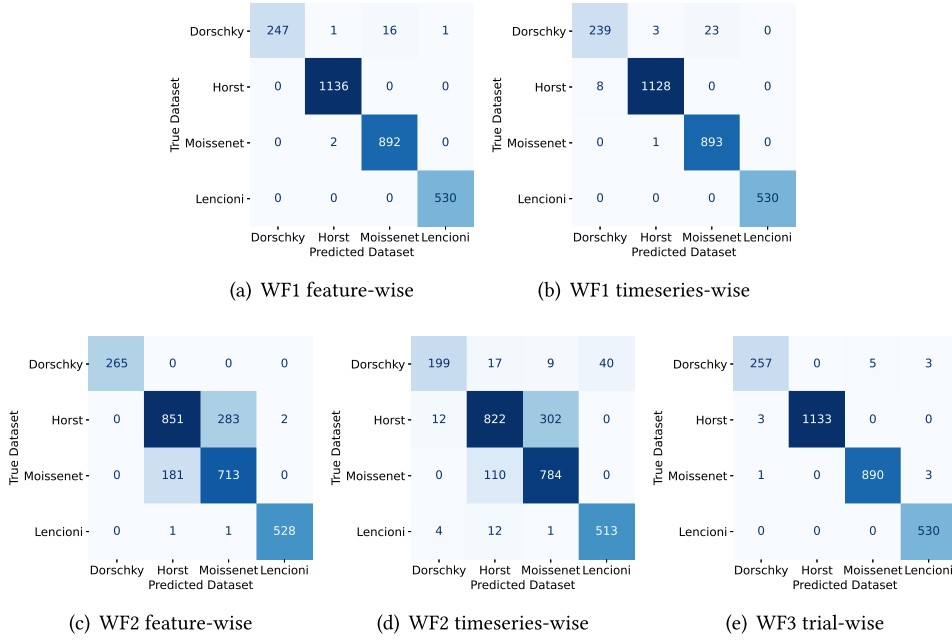 Dorschky 247 1 16 1
Horst 0 1136 0 0
Moissenet 0 2 892 0
Lencioni 0 0 0 530
True Dataset
Dorschky Horst Moissenet Lencioni
Predicted Dataset
(a) WF1 feature-wise
Dorschky 239 3 23 0
Horst 8 1128 0 0
Moissenet 0 1 893 0
Lencioni 0 0 0 530
True Dataset
Dorschky Horst Moissenet Lencioni
Predicted Dataset
(b) WF1 timeseries-wise
Dorschky 265 0 0 0
Horst 0 851 283 2
Moissenet 0 181 713 0
Lencioni 0 1 1 528
True Dataset
Dorschky Horst Moissenet Lencioni
Predicted Dataset
(c) WF2 feature-wise
Dorschky 199 17 9 40
Horst 12 822 302 0
Moissenet 0 110 784 0
Lencioni 4 12 1 513
True Dataset
Dorschky Horst Moissenet Lencioni
Predicted Dataset
(d) WF2 timeseries-wise
Dorschky 257 0 5 3
Horst 3 1133 0 0
Moissenet 1 0 890 3
Lencioni 0 0 0 530
True Dataset
Dorschky Horst Moissenet Lencioni
Predicted Dataset
(e) WF3 trial-wise